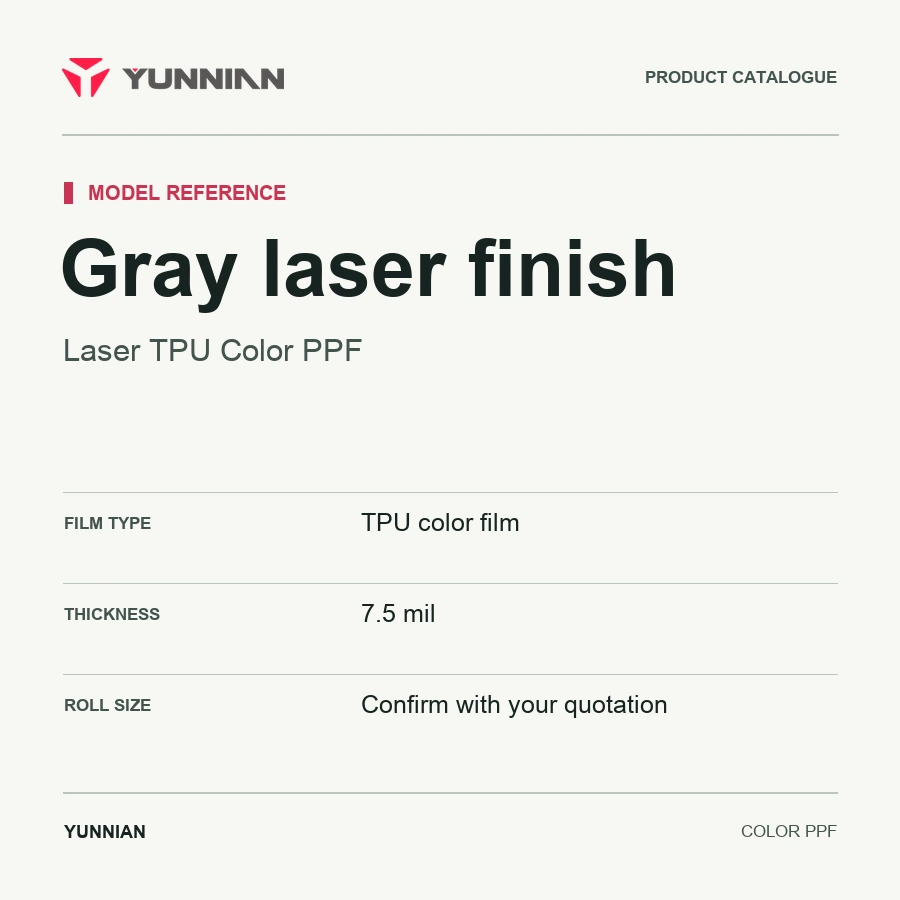 YUNNIAN
PRODUCT CATALOGUE
MODEL REFERENCE
Gray laser finish
Laser TPU Color PPF
FILM TYPE
TPU color film
THICKNESS
7.5 mil
ROLL SIZE
Confirm with your quotation
YUNNIAN
COLOR PPF